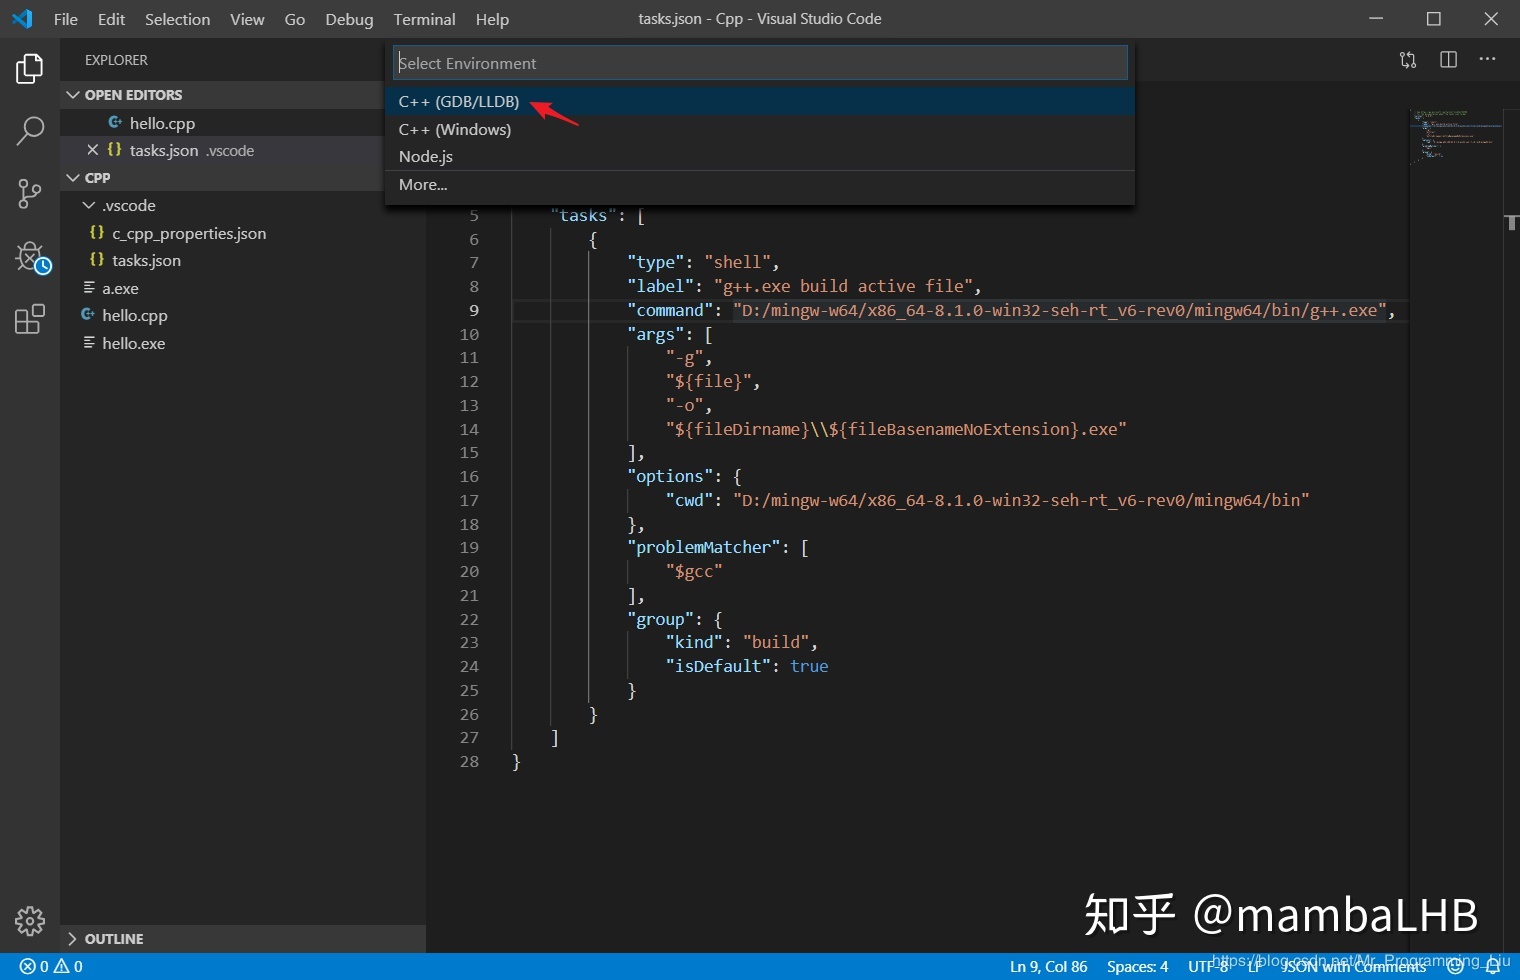 File Edit Selection View Go Debug Terminal Help
tasks.json - Cpp - Visual Studio Code
EXPLORER
OPEN EDITORS
hello.cpp
tasks.json .vscode
CPP
.vscode
c_cpp_properties.json
tasks.json
a.exe
hello.cpp
hello.exe
OUTLINE
Select Environment
C++ (GDB/LLDB)
C++ (Windows)
Node.js
More...
5 "tasks": [
6 {
7 "type": "shell",
8 "label": "g++.exe build active file",
9 "command": "D:/mingw-w64/x86_64-8.1.0-win32-seh-rt_v6-rev0/mingw64/bin/g++.exe",
10 "args": [
11 "-g",
12 "${file}",
13 "-o",
14 "${fileDirname}\\${fileBasenameNoExtension}.exe"
15 ],
16 "options": {
17 "cwd": "D:/mingw-w64/x86_64-8.1.0-win32-seh-rt_v6-rev0/mingw64/bin"
18 },
19 "problemMatcher": [
20 "$gcc"
21 ],
22 "group": {
23 "kind": "build",
24 "isDefault": true
25 }
26 }
27 ]
28 }
知乎 @mambaLHB
https://blog.csdn.net/Mr_Programming_Liu
0 0
Ln 9, Col 86 Spaces: 4 UTF-8 LF JSON with Comments